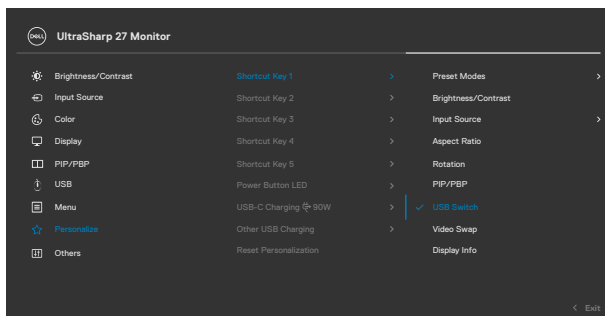 DELL UltraSharp 27 Monitor
Brightness/Contrast Shortcut Key 1 > Preset Modes >
Input Source Shortcut Key 2 > Brightness/Contrast
Color Shortcut Key 3 > Input Source >
Display Shortcut Key 4 > Aspect Ratio
PIP/PBP Shortcut Key 5 > Rotation
USB Power Button LED > PIP/PBP
Menu USB-C Charging 90W > ✓ USB Switch
Personalize Other USB Charging > Video Swap
Others Reset Personalization Display Info
< Exit